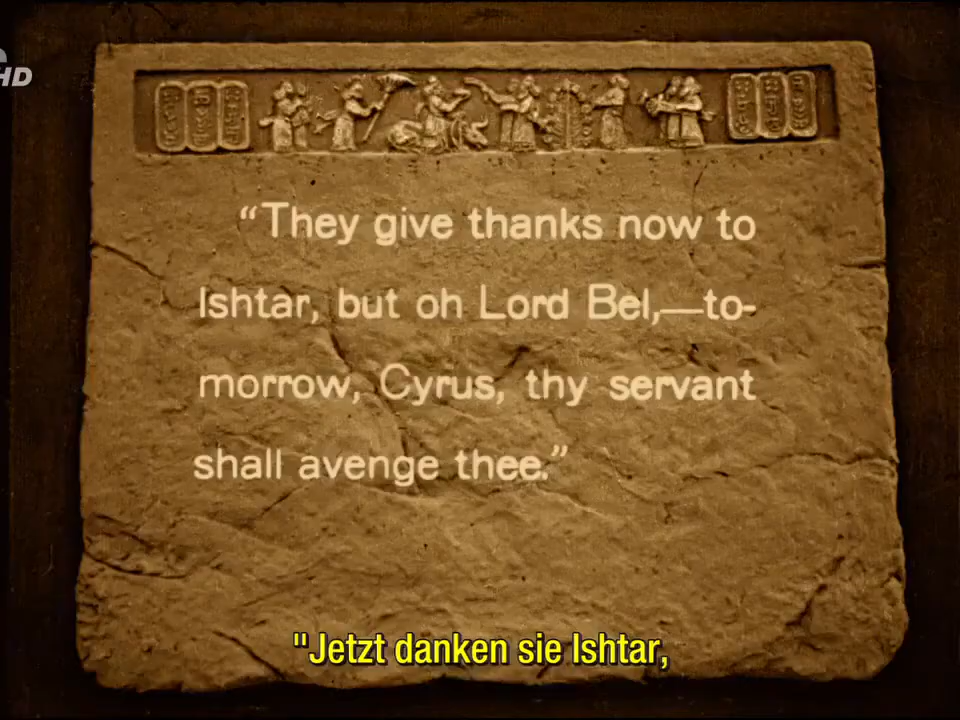 HD
“They give thanks now to
Ishtar, but oh Lord Bel,—to-
morrow, Cyrus, thy servant
shall avenge thee.”
"Jetzt danken sie Ishtar,